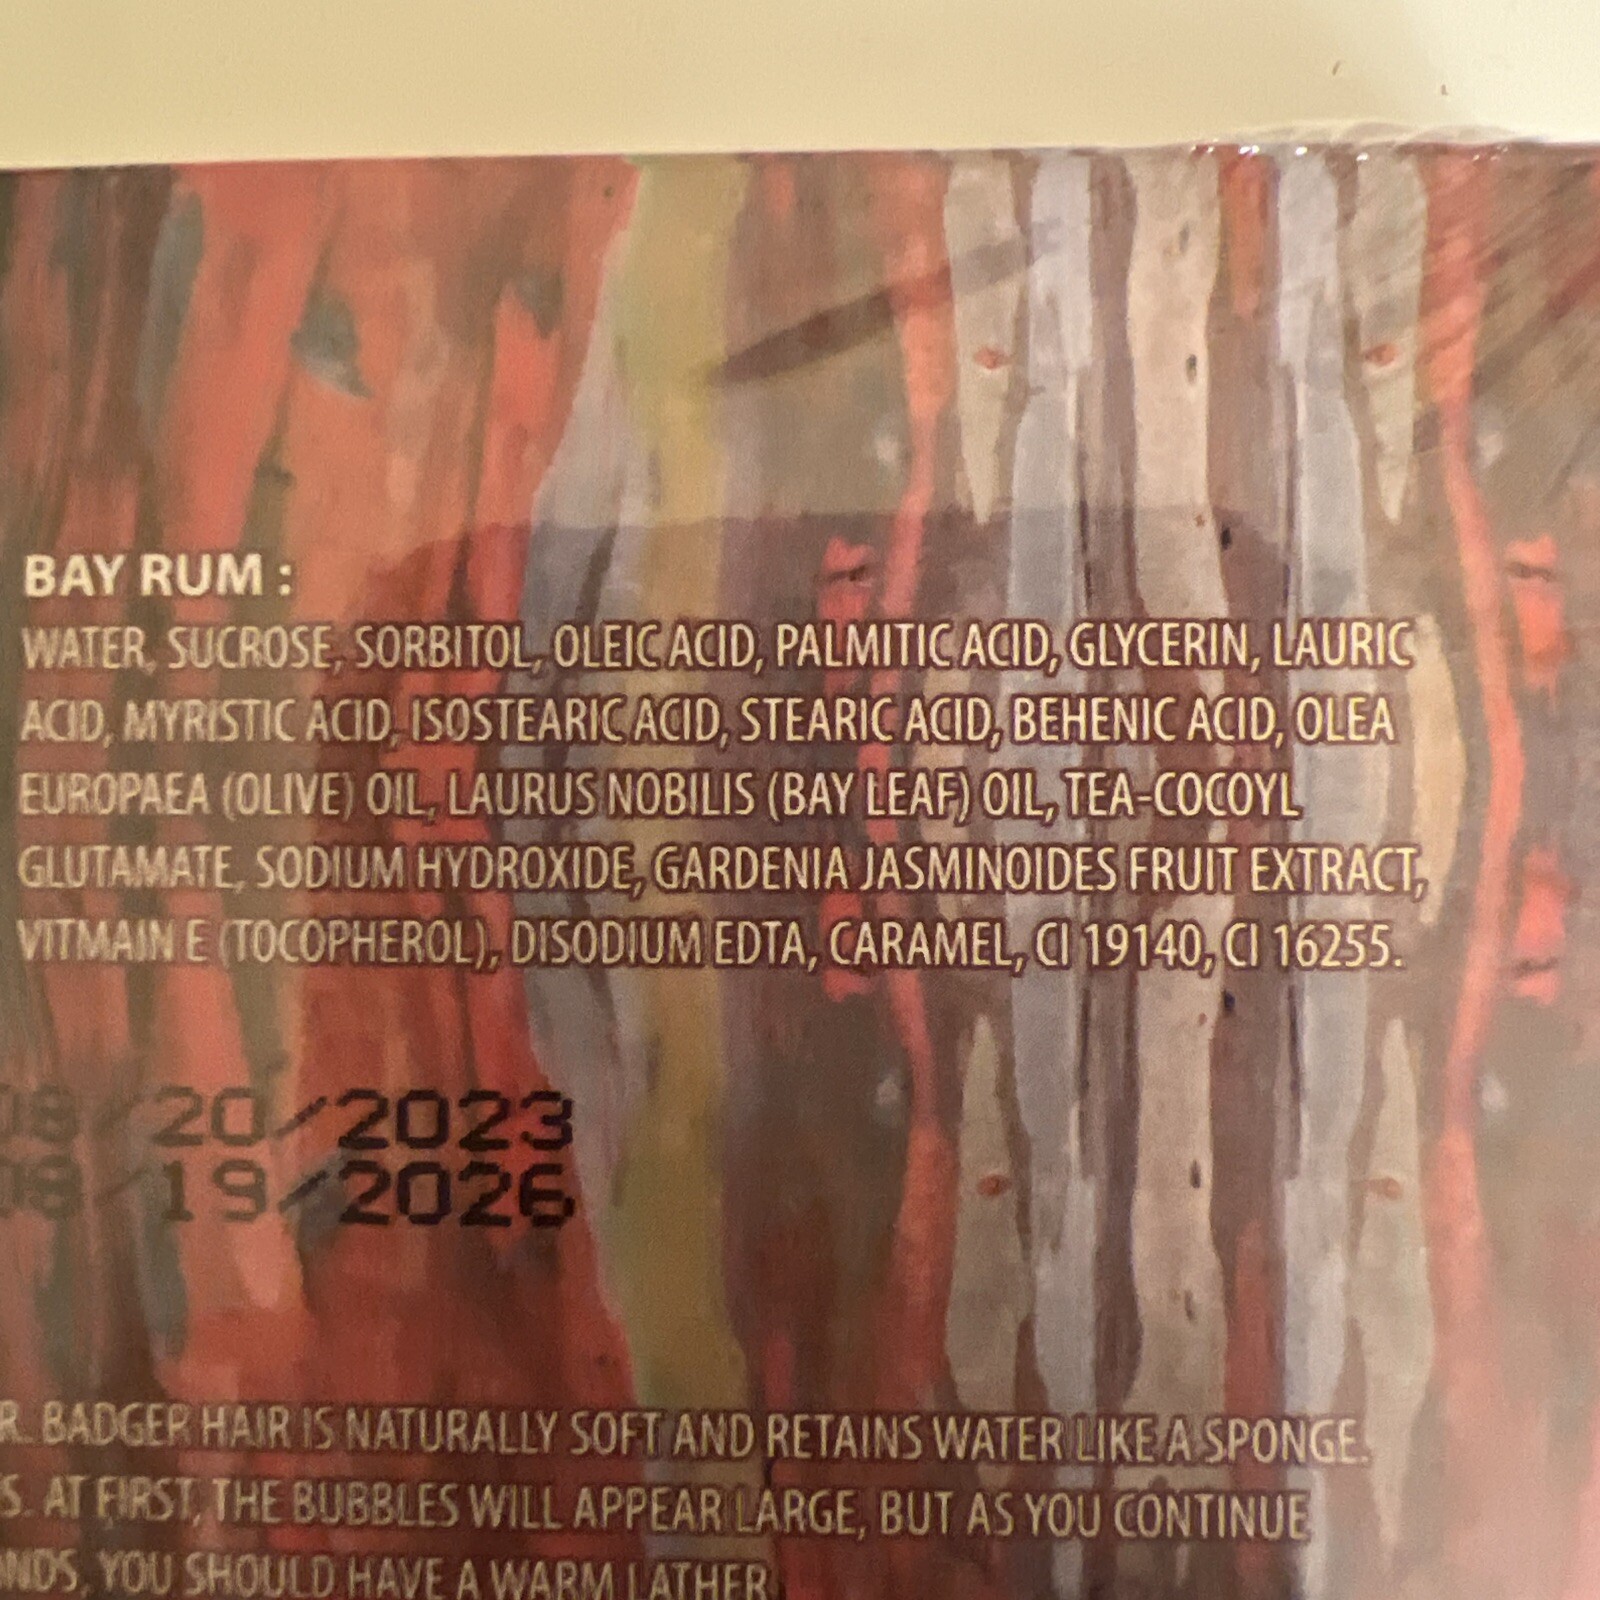 BAY RUM :
WATER, SUCROSE, SORBITOL, OLEIC ACID, PALMITIC ACID, GLYCERIN, LAURIC
ACID, MYRISTIC ACID, ISOSTEARIC ACID, STEARIC ACID, BEHENIC ACID, OLEA
EUROPAEA (OLIVE) OIL, LAURUS NOBILIS (BAY LEAF) OIL, TEA-COCOYL
GLUTAMATE, SODIUM HYDROXIDE, GARDENIA JASMINOIDES FRUIT EXTRACT,
VITMAIN E (TOCOPHEROL), DISODIUM EDTA, CARAMEL, CI 19140, CI 16255.
08/20/2023
08/19/2026
R. BADGER HAIR IS NATURALLY SOFT AND RETAINS WATER LIKE A SPONGE.
S. AT FIRST, THE BUBBLES WILL APPEAR LARGE, BUT AS YOU CONTINUE
NDS, YOU SHOULD HAVE A WARM LATHER